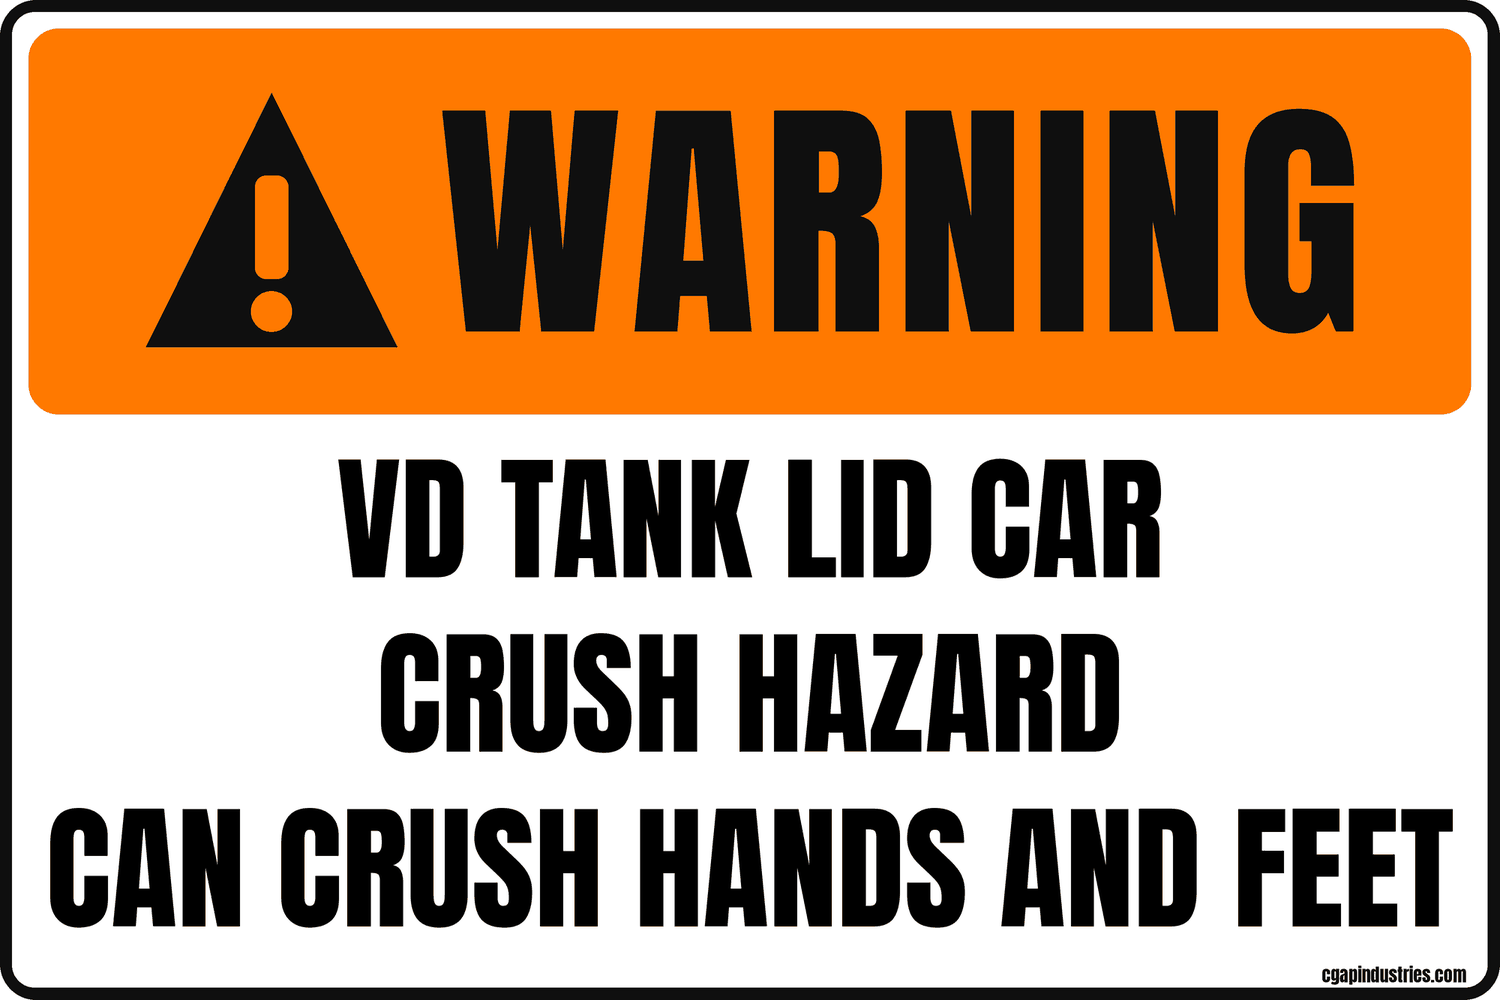 WARNING
VD TANK LID CAR
CRUSH HAZARD
CAN CRUSH HANDS AND FEET
cgapindustries.com